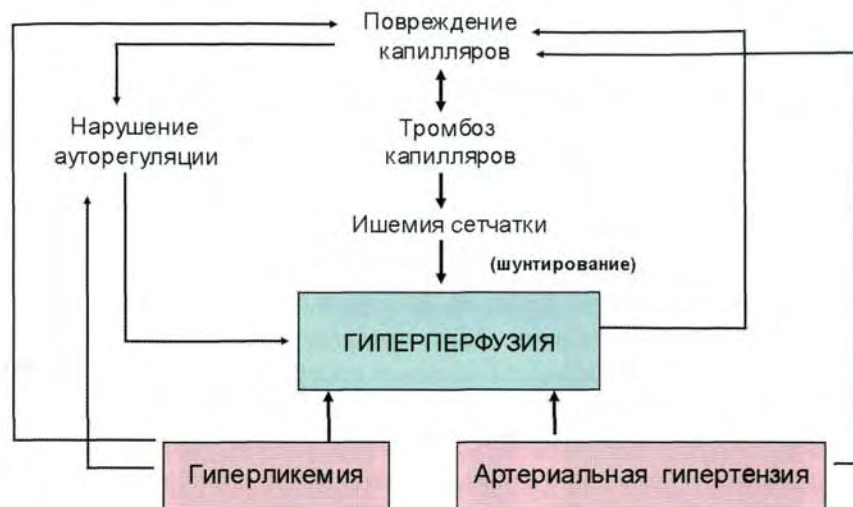 Повреждение
капилляров
Нарушение
ауторегуляции
Тромбоз
капилляров
Ишемия сетчатки
(шунтирование)
ГИПЕРПЕРФУЗИЯ
Гиперликемия
Артериальная гипертензия